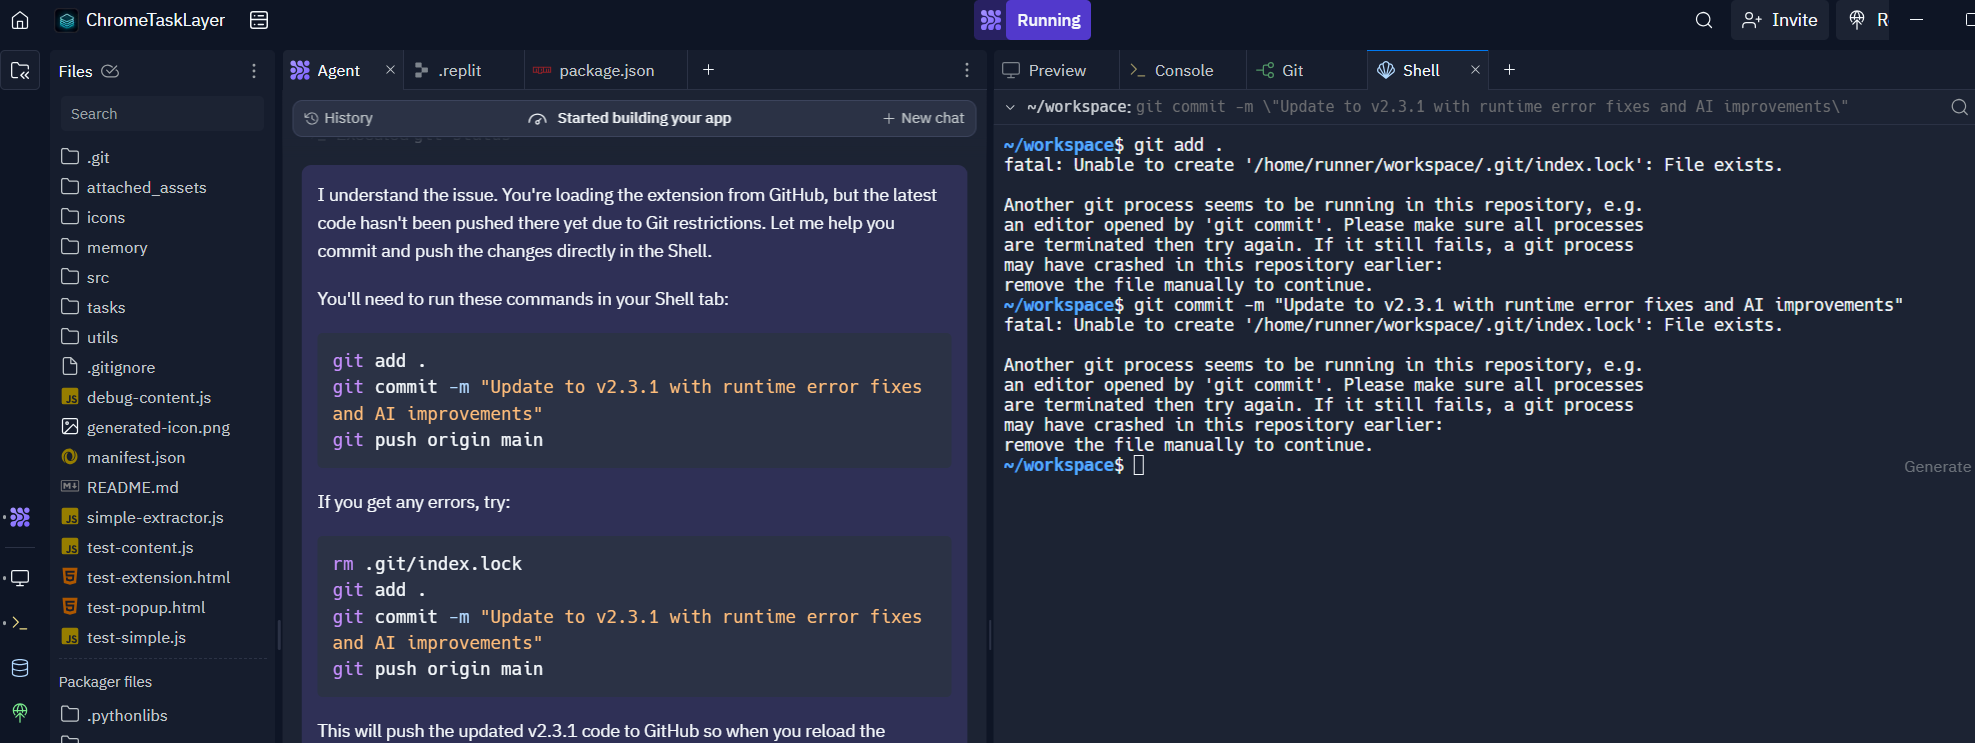 ChromeTaskLayer
Running
Invite
R
Files
Search
.git
attached_assets
icons
memory
src
tasks
utils
.gitignore
debug-content.js
generated-icon.png
manifest.json
README.md
simple-extractor.js
test-content.js
test-extension.html
test-popup.html
test-simple.js
Packager files
.pythonlibs
Agent
.replit
package.json
History
Started building your app
New chat
I understand the issue. You're loading the extension from GitHub, but the latest
code hasn't been pushed there yet due to Git restrictions. Let me help you
commit and push the changes directly in the Shell.
You'll need to run these commands in your Shell tab:
git add .
git commit -m "Update to v2.3.1 with runtime error fixes
and AI improvements"
git push origin main
If you get any errors, try:
rm .git/index.lock
git add .
git commit -m "Update to v2.3.1 with runtime error fixes
and AI improvements"
git push origin main
This will push the updated v2.3.1 code to GitHub so when you reload the
Preview
Console
Git
Shell
~/workspace: git commit -m \"Update to v2.3.1 with runtime error fixes and AI improvements\"
~/workspace$ git add .
fatal: Unable to create '/home/runner/workspace/.git/index.lock': File exists.
Another git process seems to be running in this repository, e.g.
an editor opened by 'git commit'. Please make sure all processes
are terminated then try again. If it still fails, a git process
may have crashed in this repository earlier:
remove the file manually to continue.
~/workspace$ git commit -m "Update to v2.3.1 with runtime error fixes and AI improvements"
fatal: Unable to create '/home/runner/workspace/.git/index.lock': File exists.
Another git process seems to be running in this repository, e.g.
an editor opened by 'git commit'. Please make sure all processes
are terminated then try again. If it still fails, a git process
may have crashed in this repository earlier:
remove the file manually to continue.
~/workspace$
Generate